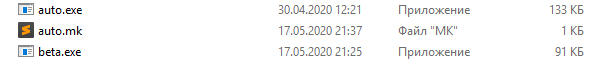 auto.exe 30.04.2020 12:21 Приложение 133 КБ
auto.mk 17.05.2020 21:37 Файл "MK" 1 КБ
beta.exe 17.05.2020 21:25 Приложение 91 КБ